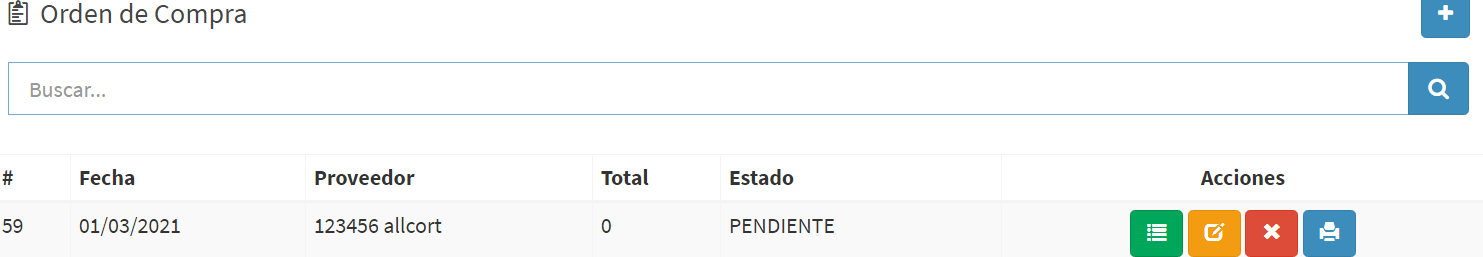 Orden de Compra
Buscar...
# Fecha Proveedor Total Estado Acciones
59 01/03/2021 123456 allcort 0 PENDIENTE